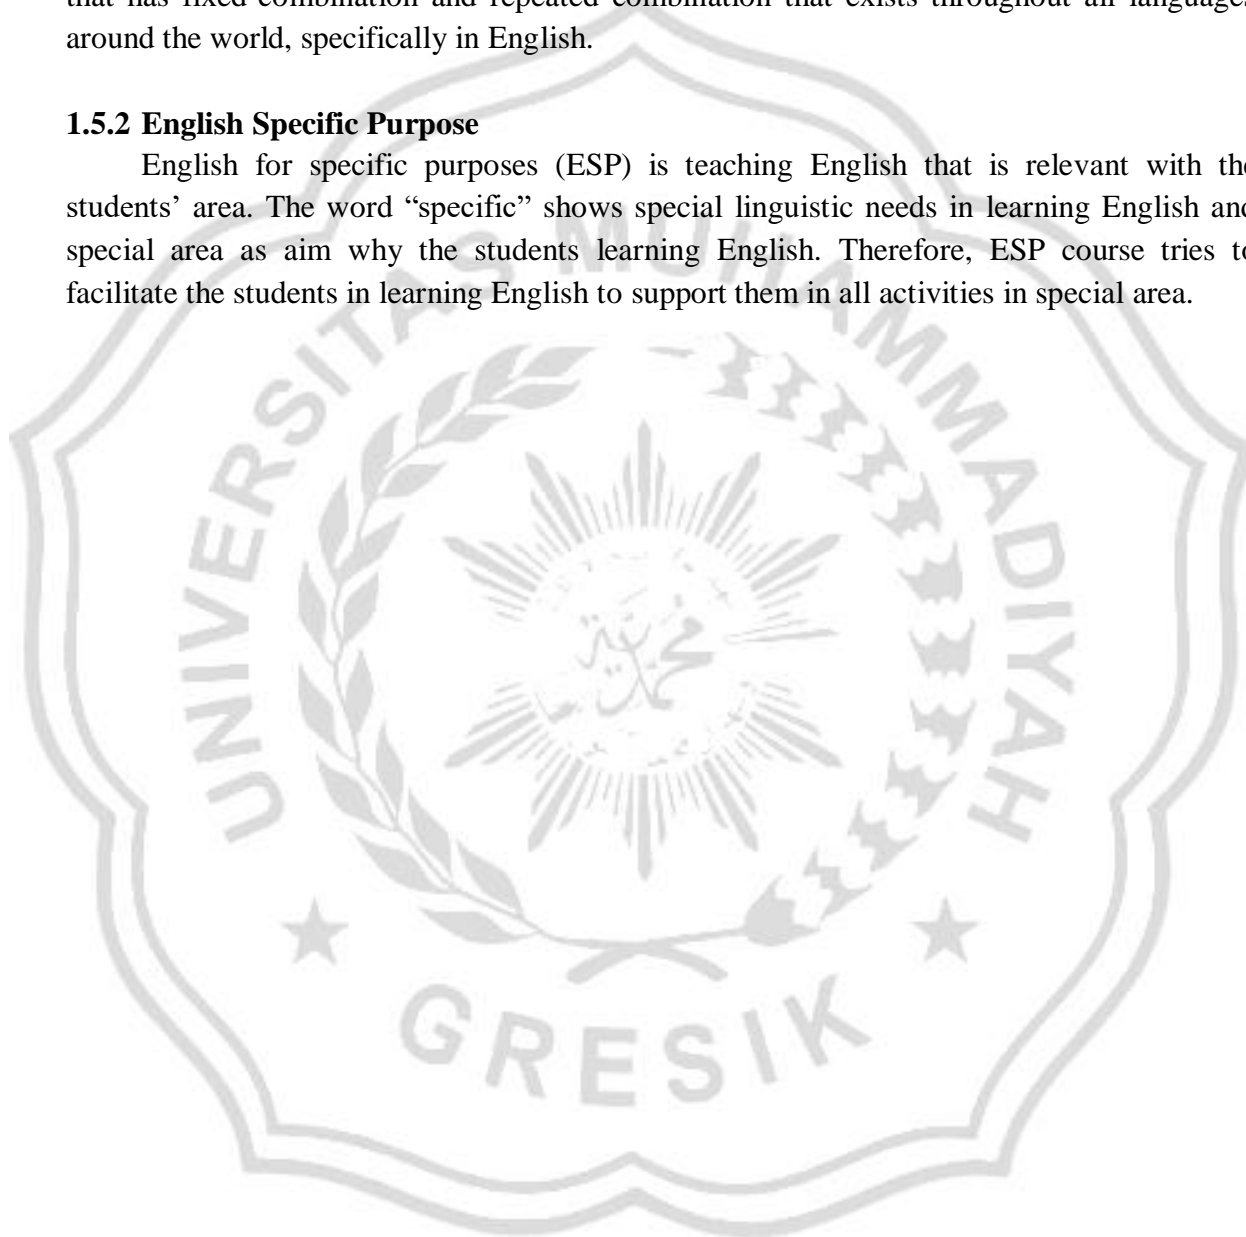 that has fixed combination and repeated combination that exists throughout all languages
around the world, specifically in English.
1.5.2 English Specific Purpose
English for specific purposes (ESP) is teaching English that is relevant with the
students’ area. The word “specific” shows special linguistic needs in learning English and
special area as aim why the students learning English. Therefore, ESP course tries to
facilitate the students in learning English to support them in all activities in special area.
UNIVERSITAS MUHAMMADIYAH
محمد
GRESIK